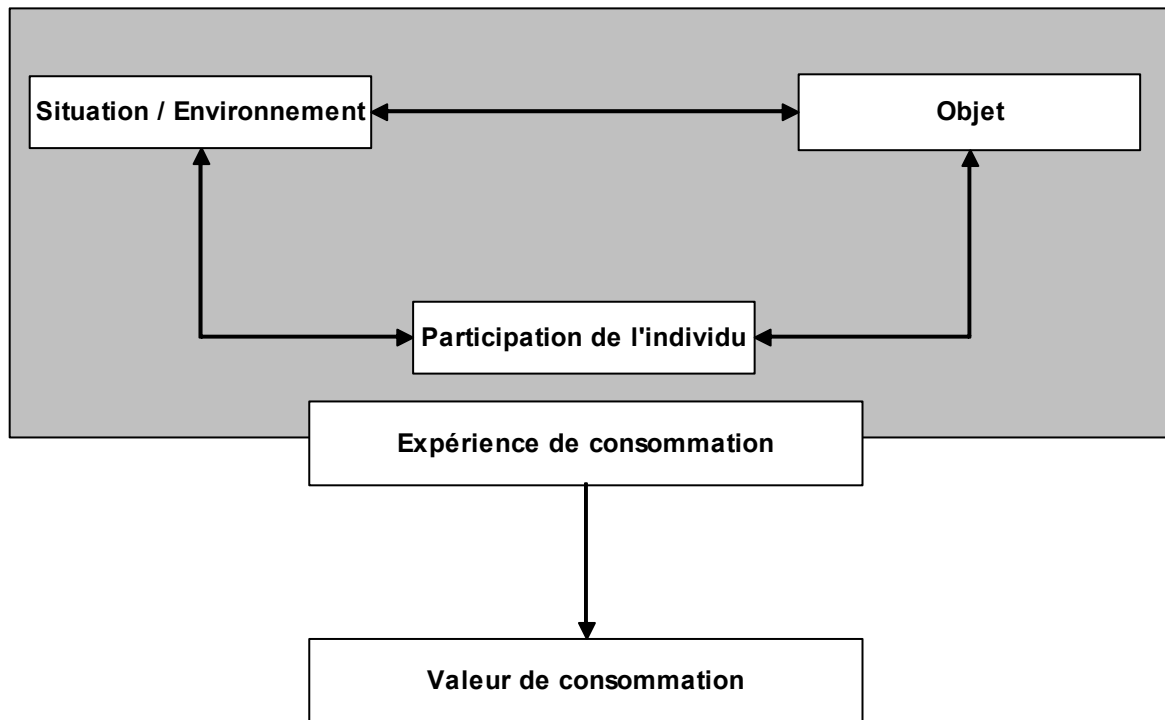 Situation / Environnement
Objet
Participation de l'individu
Expérience de consommation
Valeur de consommation